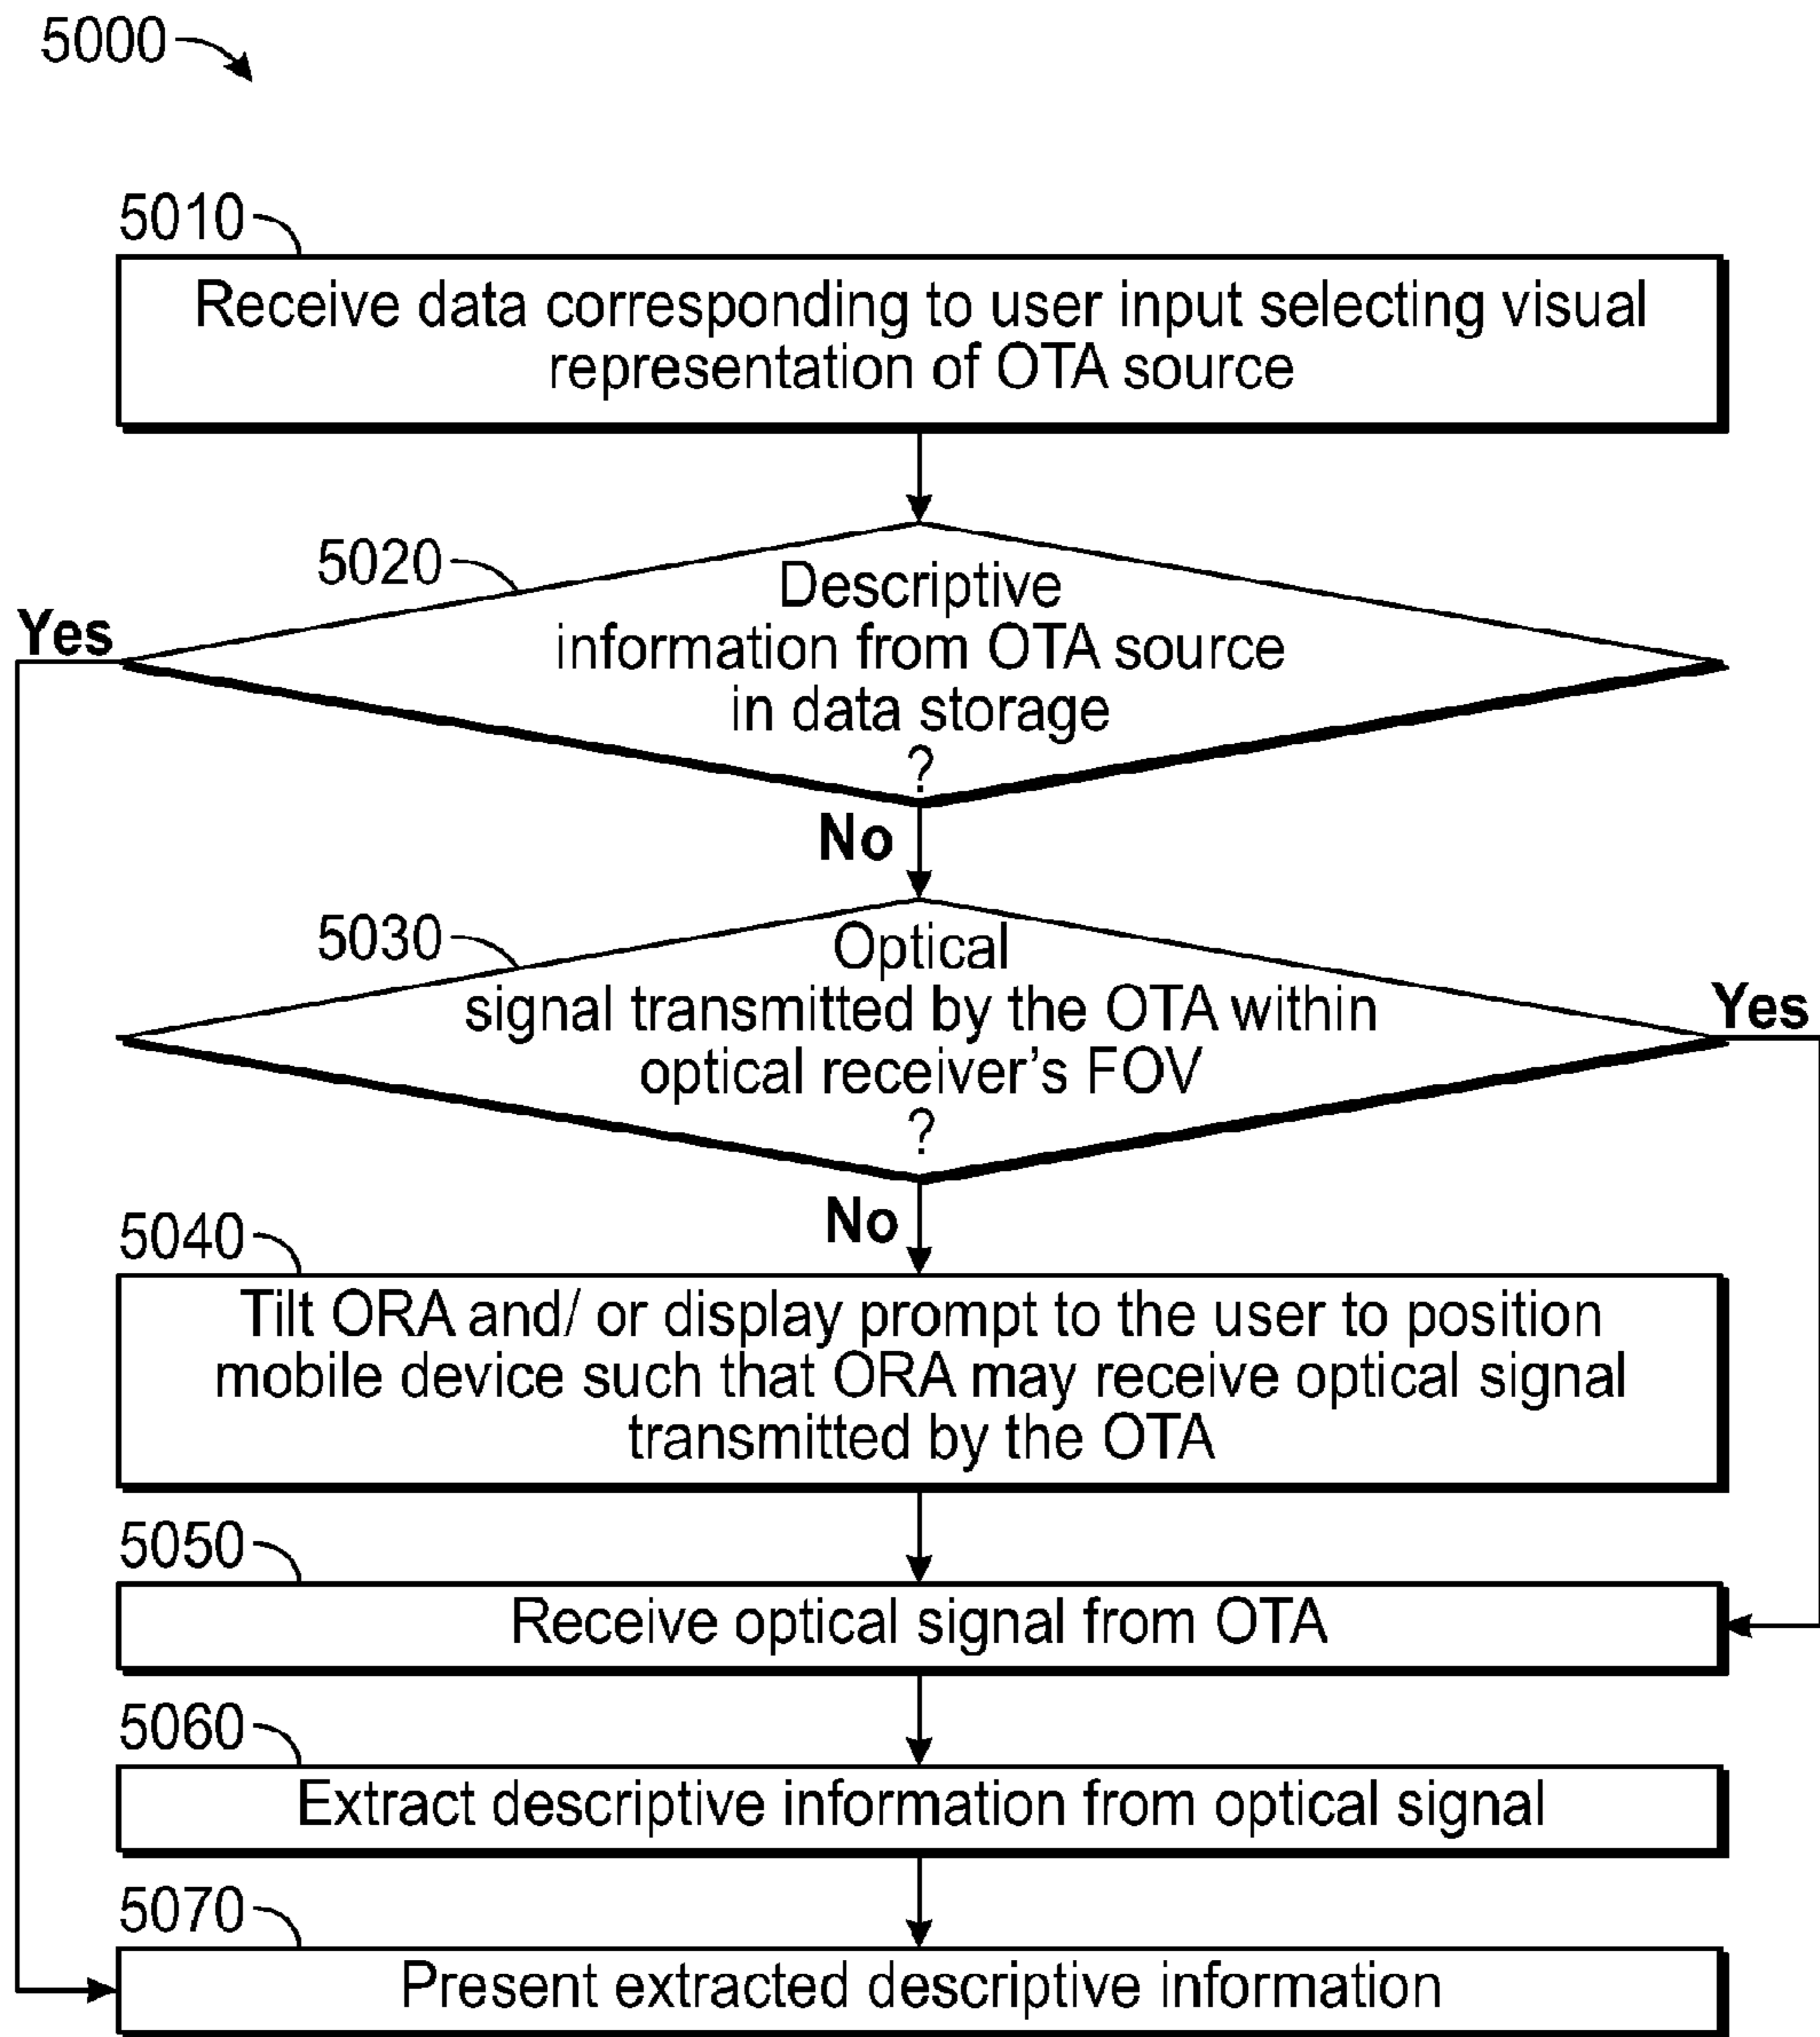 5000
5010
Receive data corresponding to user input selecting visual
representation of OTA source
5020
Descriptive
information from OTA source
in data storage
?
Yes
No
5030
Optical
signal transmitted by the OTA within
optical receiver's FOV
?
Yes
No
5040
Tilt ORA and/ or display prompt to the user to position
mobile device such that ORA may receive optical signal
transmitted by the OTA
5050
Receive optical signal from OTA
5060
Extract descriptive information from optical signal
5070
Present extracted descriptive information